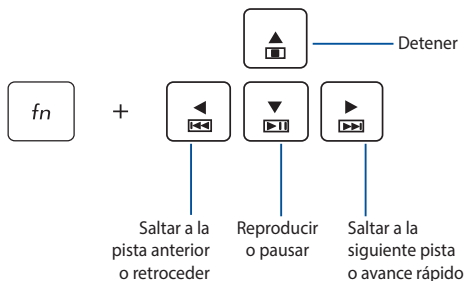 Detener
fn +
Saltar a la
pista anterior
o retroceder
Reproducir
o pausar
Saltar a la
siguiente pista
o avance rápido